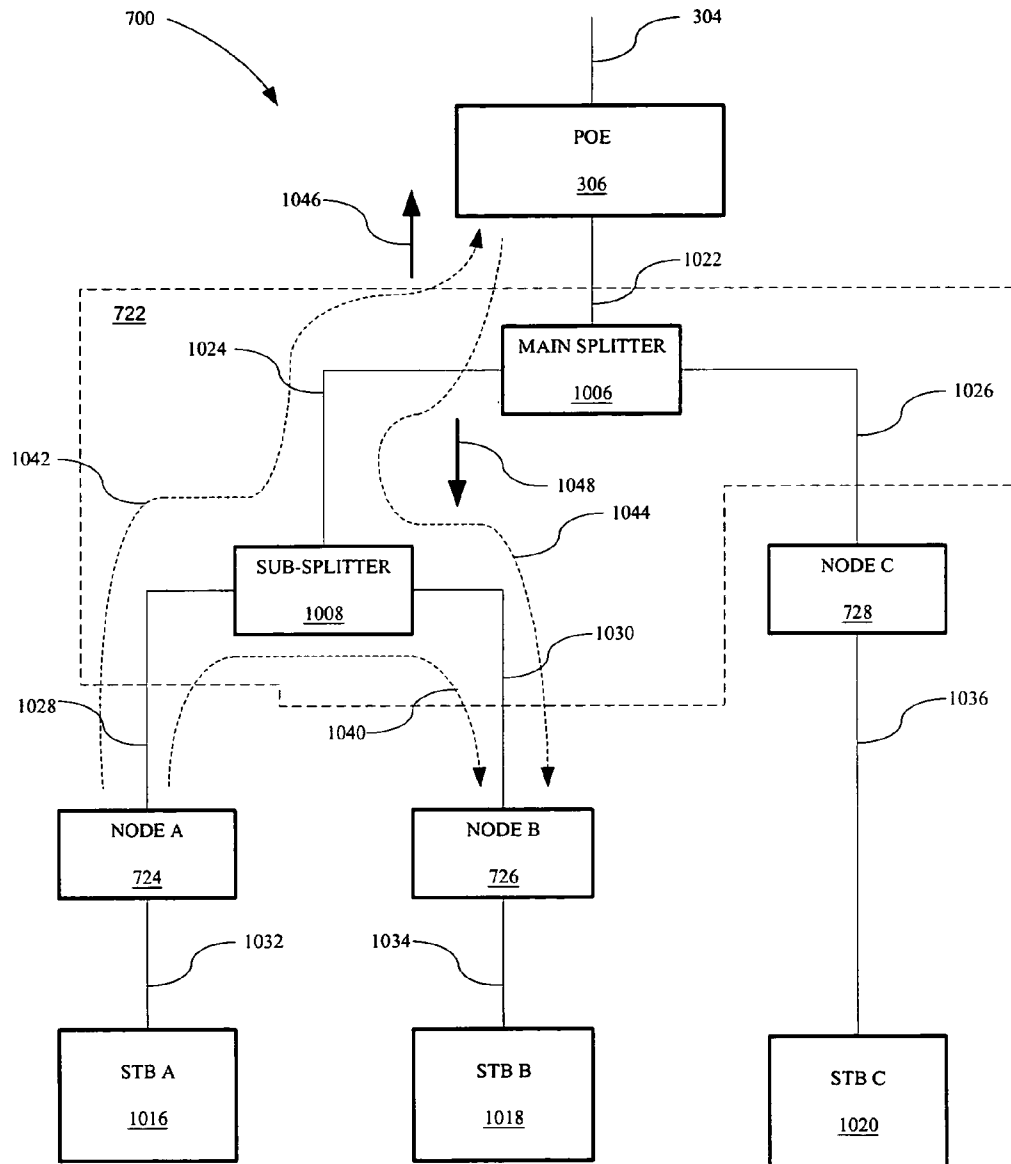 700
304
POE
306
1046
1022
722
MAIN SPLITTER
1006
1024
1026
1042
1048
1044
SUB-SPLITTER
1008
NODE C
728
1030
1028
1040
1036
NODE A
724
NODE B
726
1032
1034
STB A
1016
STB B
1018
STB C
1020